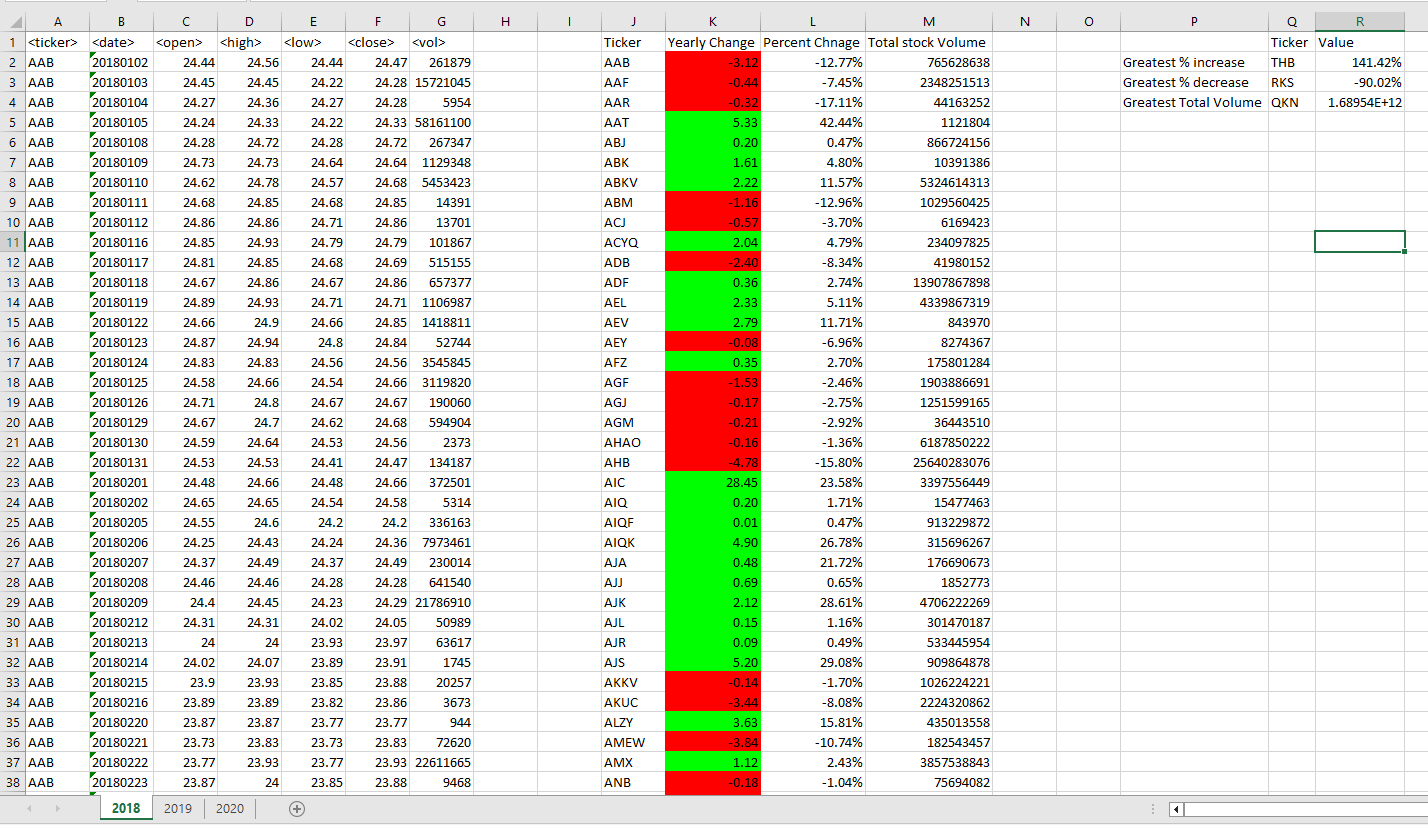 A B C D E F G H I J K L M N O P Q R
1 <ticker> <date> <open> <high> <low> <close> <vol> Ticker Yearly Change Percent Chnage Total stock Volume Ticker Value
2 AAB 20180102 24.44 24.56 24.44 24.47 261879 AAB -3.12 -12.77% 765628638 Greatest % increase THB 141.42%
3 AAB 20180103 24.45 24.45 24.22 24.28 15721045 AAF -0.44 -7.45% 2348251513 Greatest % decrease RKS -90.02%
4 AAB 20180104 24.27 24.36 24.27 24.28 5954 AAR -0.32 -17.11% 44163252 Greatest Total Volume QKN 1.68954E+12
5 AAB 20180105 24.24 24.33 24.22 24.33 58161100 AAT 5.33 42.44% 1121804
6 AAB 20180108 24.28 24.72 24.28 24.72 267347 ABJ 0.20 0.47% 866724156
7 AAB 20180109 24.73 24.73 24.64 24.64 1129348 ABK 1.61 4.80% 10391386
8 AAB 20180110 24.62 24.78 24.57 24.68 5453423 ABKV 2.22 11.57% 5324614313
9 AAB 20180111 24.68 24.85 24.68 24.85 14391 ABM -1.16 -12.96% 1029560425
10 AAB 20180112 24.86 24.86 24.71 24.86 13701 ACJ -0.57 -3.70% 6169423
11 AAB 20180116 24.85 24.93 24.79 24.79 101867 ACYQ 2.04 4.79% 234097825
12 AAB 20180117 24.81 24.85 24.68 24.69 515155 ADB -2.40 -8.34% 41980152
13 AAB 20180118 24.67 24.86 24.67 24.86 657377 ADF 0.36 2.74% 13907867898
14 AAB 20180119 24.89 24.93 24.71 24.71 1106987 AEL 2.33 5.11% 4339867319
15 AAB 20180122 24.66 24.9 24.66 24.85 1418811 AEV 2.79 11.71% 843970
16 AAB 20180123 24.87 24.94 24.8 24.84 52744 AEY -0.08 -6.96% 8274367
17 AAB 20180124 24.83 24.83 24.56 24.56 3545845 AFZ 0.35 2.70% 175801284
18 AAB 20180125 24.58 24.66 24.54 24.66 3119820 AGF -1.53 -2.46% 1903886691
19 AAB 20180126 24.71 24.8 24.67 24.67 190060 AGJ -0.17 -2.75% 1251599165
20 AAB 20180129 24.67 24.7 24.62 24.68 594904 AGM -0.21 -2.92% 36443510
21 AAB 20180130 24.59 24.64 24.53 24.56 2373 AHAO -0.16 -1.36% 6187850222
22 AAB 20180131 24.53 24.53 24.41 24.47 134187 AHB -4.78 -15.80% 25640283076
23 AAB 20180201 24.48 24.66 24.48 24.66 372501 AIC 28.45 23.58% 3397556449
24 AAB 20180202 24.65 24.65 24.54 24.58 5314 AIQ 0.20 1.71% 15477463
25 AAB 20180205 24.55 24.6 24.2 24.2 336163 AIQF 0.01 0.47% 913229872
26 AAB 20180206 24.25 24.43 24.24 24.36 7973461 AIQK 4.90 26.78% 315696267
27 AAB 20180207 24.37 24.49 24.37 24.49 230014 AJA 0.48 21.72% 176690673
28 AAB 20180208 24.46 24.46 24.28 24.28 641540 AJJ 0.69 0.65% 1852773
29 AAB 20180209 24.4 24.45 24.23 24.29 21786910 AJK 2.12 28.61% 4706222269
30 AAB 20180212 24.31 24.31 24.02 24.05 50989 AJL 0.15 1.16% 301470187
31 AAB 20180213 24 24 23.93 23.97 63617 AJR 0.09 0.49% 533445954
32 AAB 20180214 24.02 24.07 23.89 23.91 1745 AJS 5.20 29.08% 909864878
33 AAB 20180215 23.9 23.93 23.85 23.88 20257 AKKV -0.14 -1.70% 1026224221
34 AAB 20180216 23.89 23.89 23.82 23.86 3673 AKUC -3.44 -8.08% 2224320862
35 AAB 20180220 23.87 23.87 23.77 23.77 944 ALZY 3.63 15.81% 435013558
36 AAB 20180221 23.73 23.83 23.73 23.83 72620 AMEW -3.84 -10.74% 182543457
37 AAB 20180222 23.77 23.93 23.77 23.93 22611665 AMX 1.12 2.43% 3857538843
38 AAB 20180223 23.87 24 23.85 23.88 9468 ANB -0.18 -1.04% 75694082
2018 2019 2020